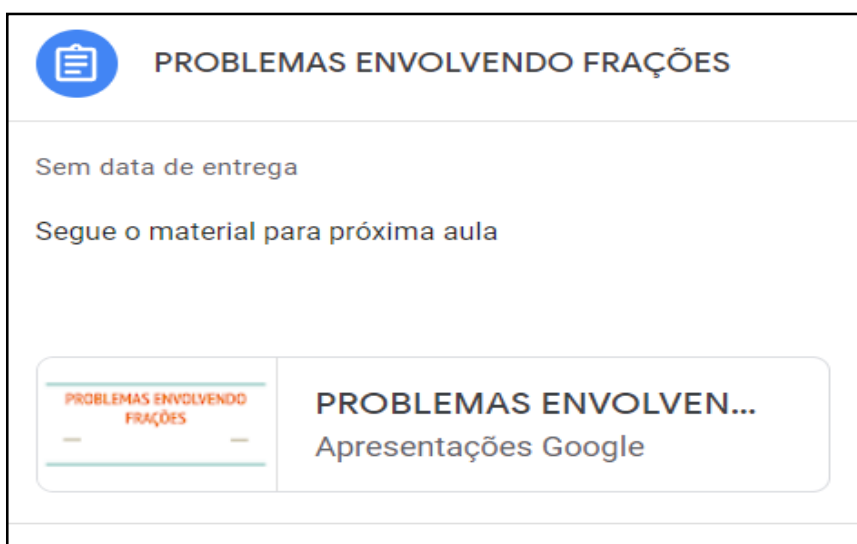 PROBLEMAS ENVOLVENDO FRAÇÕES
Sem data de entrega
Segue o material para próxima aula
PROBLEMAS ENVOLVENDO
FRAÇÕES
PROBLEMAS ENVOLVEN...
Apresentações Google